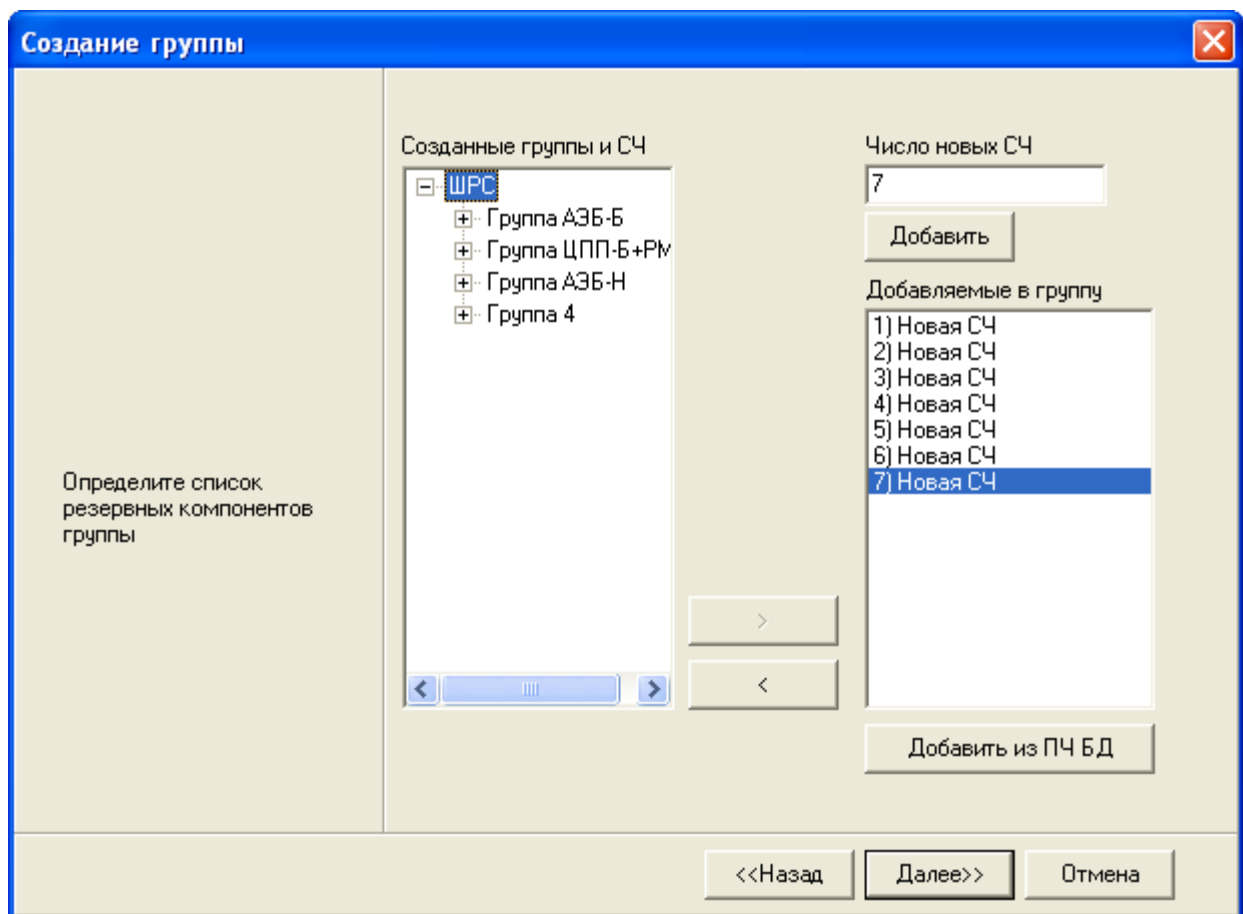 Создание группы
Созданные группы и СЧ
ШРС
Группа АЭБ-Б
Группа ЦПП-Б+РМ
Группа АЭБ-Н
Группа 4
Число новых СЧ
7
Добавить
Добавляемые в группу
1) Новая СЧ
2) Новая СЧ
3) Новая СЧ
4) Новая СЧ
5) Новая СЧ
6) Новая СЧ
7) Новая СЧ
Определите список
резервных компонентов
группы
>
<
Добавить из ПЧ БД
<<Назад
Далее>>
Отмена